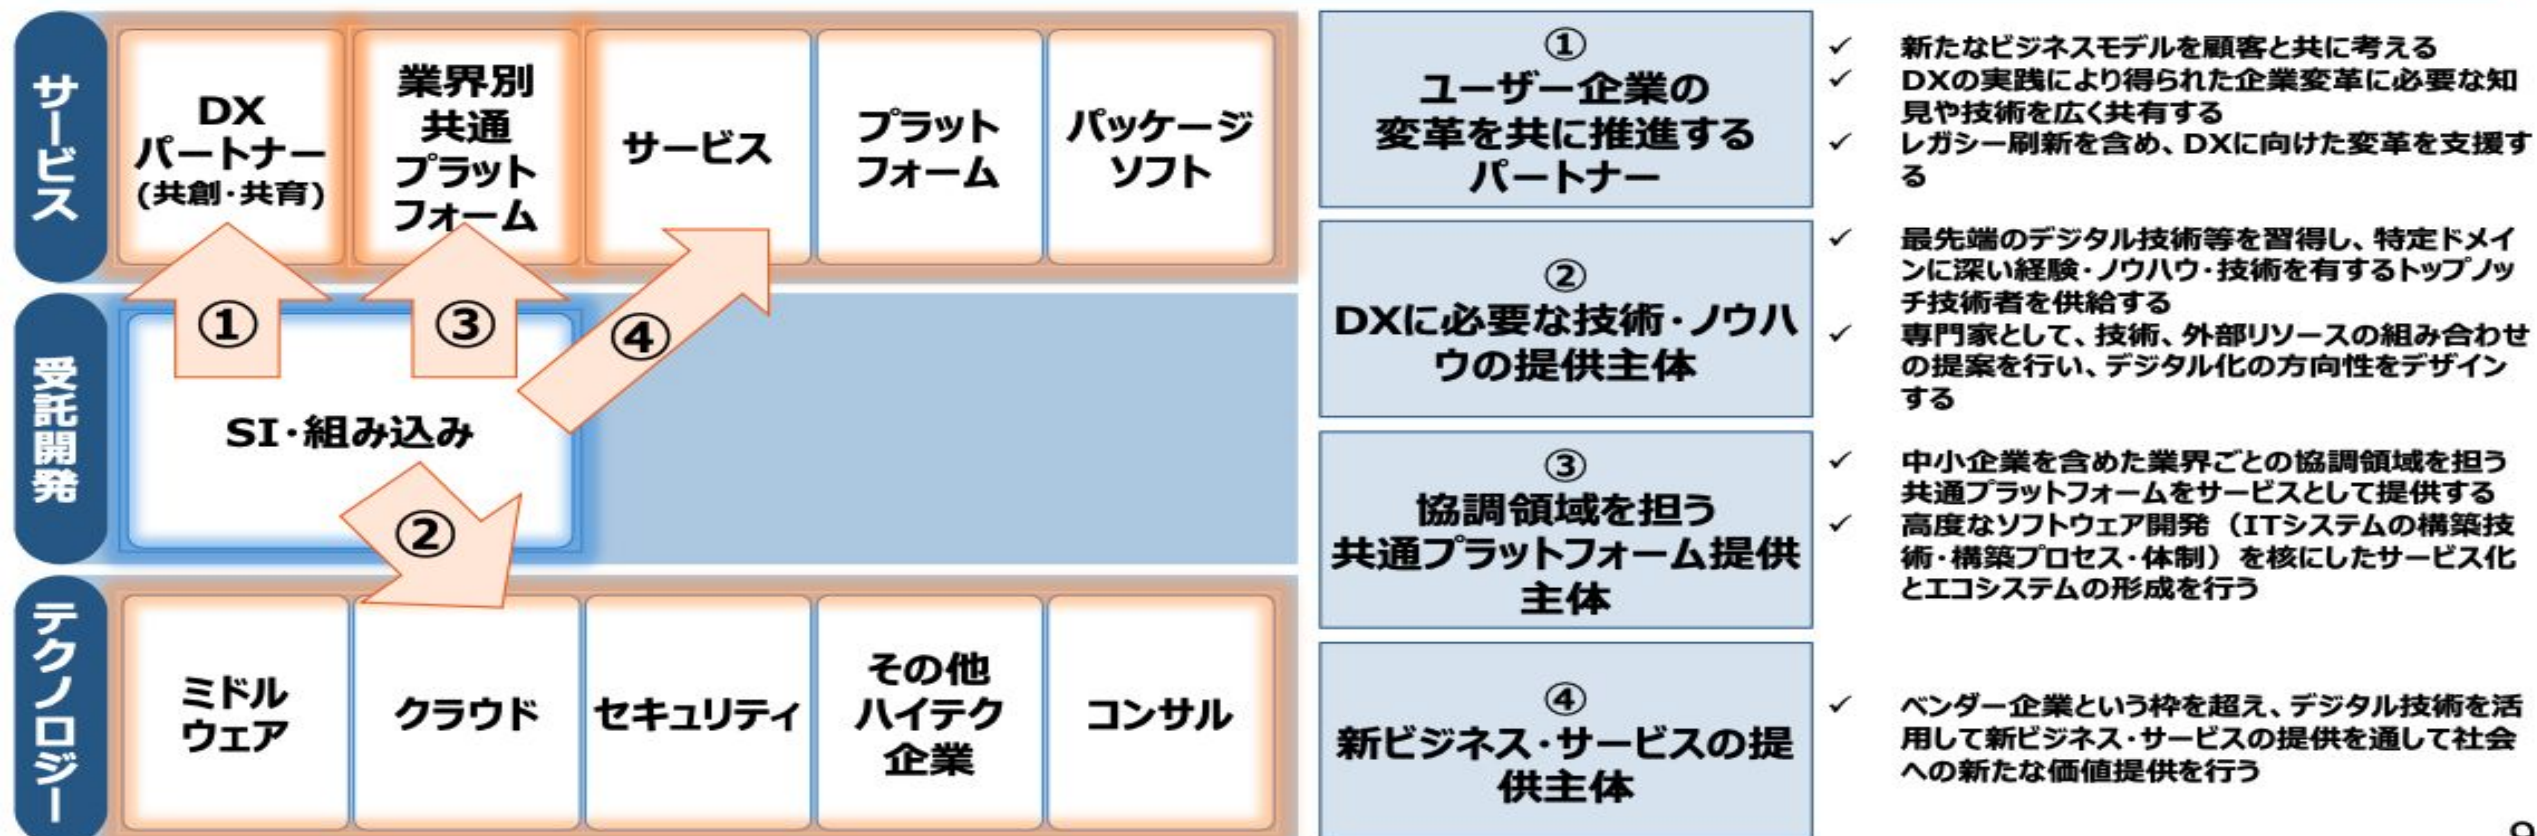 サービス
DX
パートナー
(共創・共育)
業界別
共通
プラット
フォーム
サービス
プラット
フォーム
パッケージ
ソフト
①
③
④
受託開発
SI・組み込み
②
テクノロジー
ミドル
ウェア
クラウド
セキュリティ
その他
ハイテク
企業
コンサル
①
ユーザー企業の
変革を共に推進する
パートナー
✓ 新たなビジネスモデルを顧客と共に考える
✓ DXの実践により得られた企業変革に必要な知
見や技術を広く共有する
✓ レガシー刷新を含め、DXに向けた変革を支援す
る
②
DXに必要な技術・ノウハ
ウの提供主体
✓ 最先端のデジタル技術等を習得し、特定ドメイ
ンに深い経験・ノウハウ・技術を有するトップノッ
チ技術者を供給する
✓ 専門家として、技術、外部リソースの組み合わせ
の提案を行い、デジタル化の方向性をデザイン
する
③
協調領域を担う
共通プラットフォーム提供
主体
✓ 中小企業を含めた業界ごとの協調領域を担う
共通プラットフォームをサービスとして提供する
✓ 高度なソフトウェア開発（ITシステムの構築技
術・構築プロセス・体制）を核にしたサービス化
とエコシステムの形成を行う
④
新ビジネス・サービスの提
供主体
✓ ベンダー企業という枠を超え、デジタル技術を活
用して新ビジネス・サービスの提供を通して社会
への新たな価値提供を行う